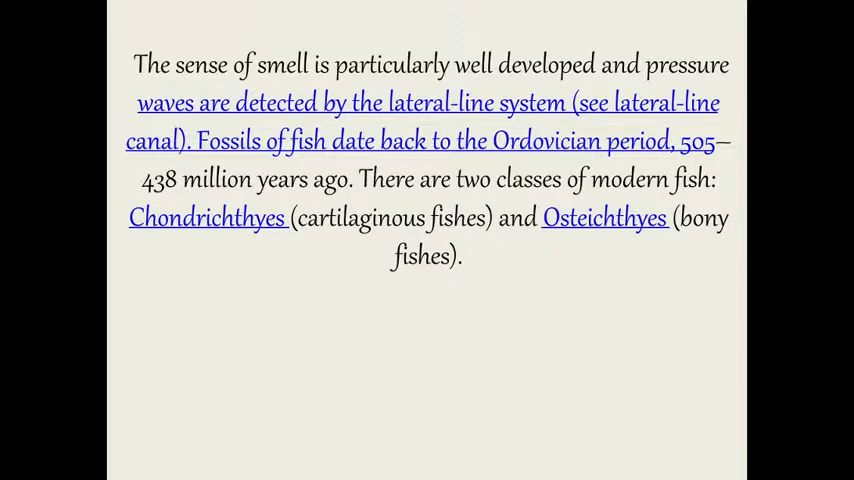 The sense of smell is particularly well developed and pressure
waves are detected by the lateral-line system (see lateral-line
canal). Fossils of fish date back to the Ordovician period, 505–
438 million years ago. There are two classes of modern fish:
Chondrichthyes (cartilaginous fishes) and Osteichthyes (bony
fishes).